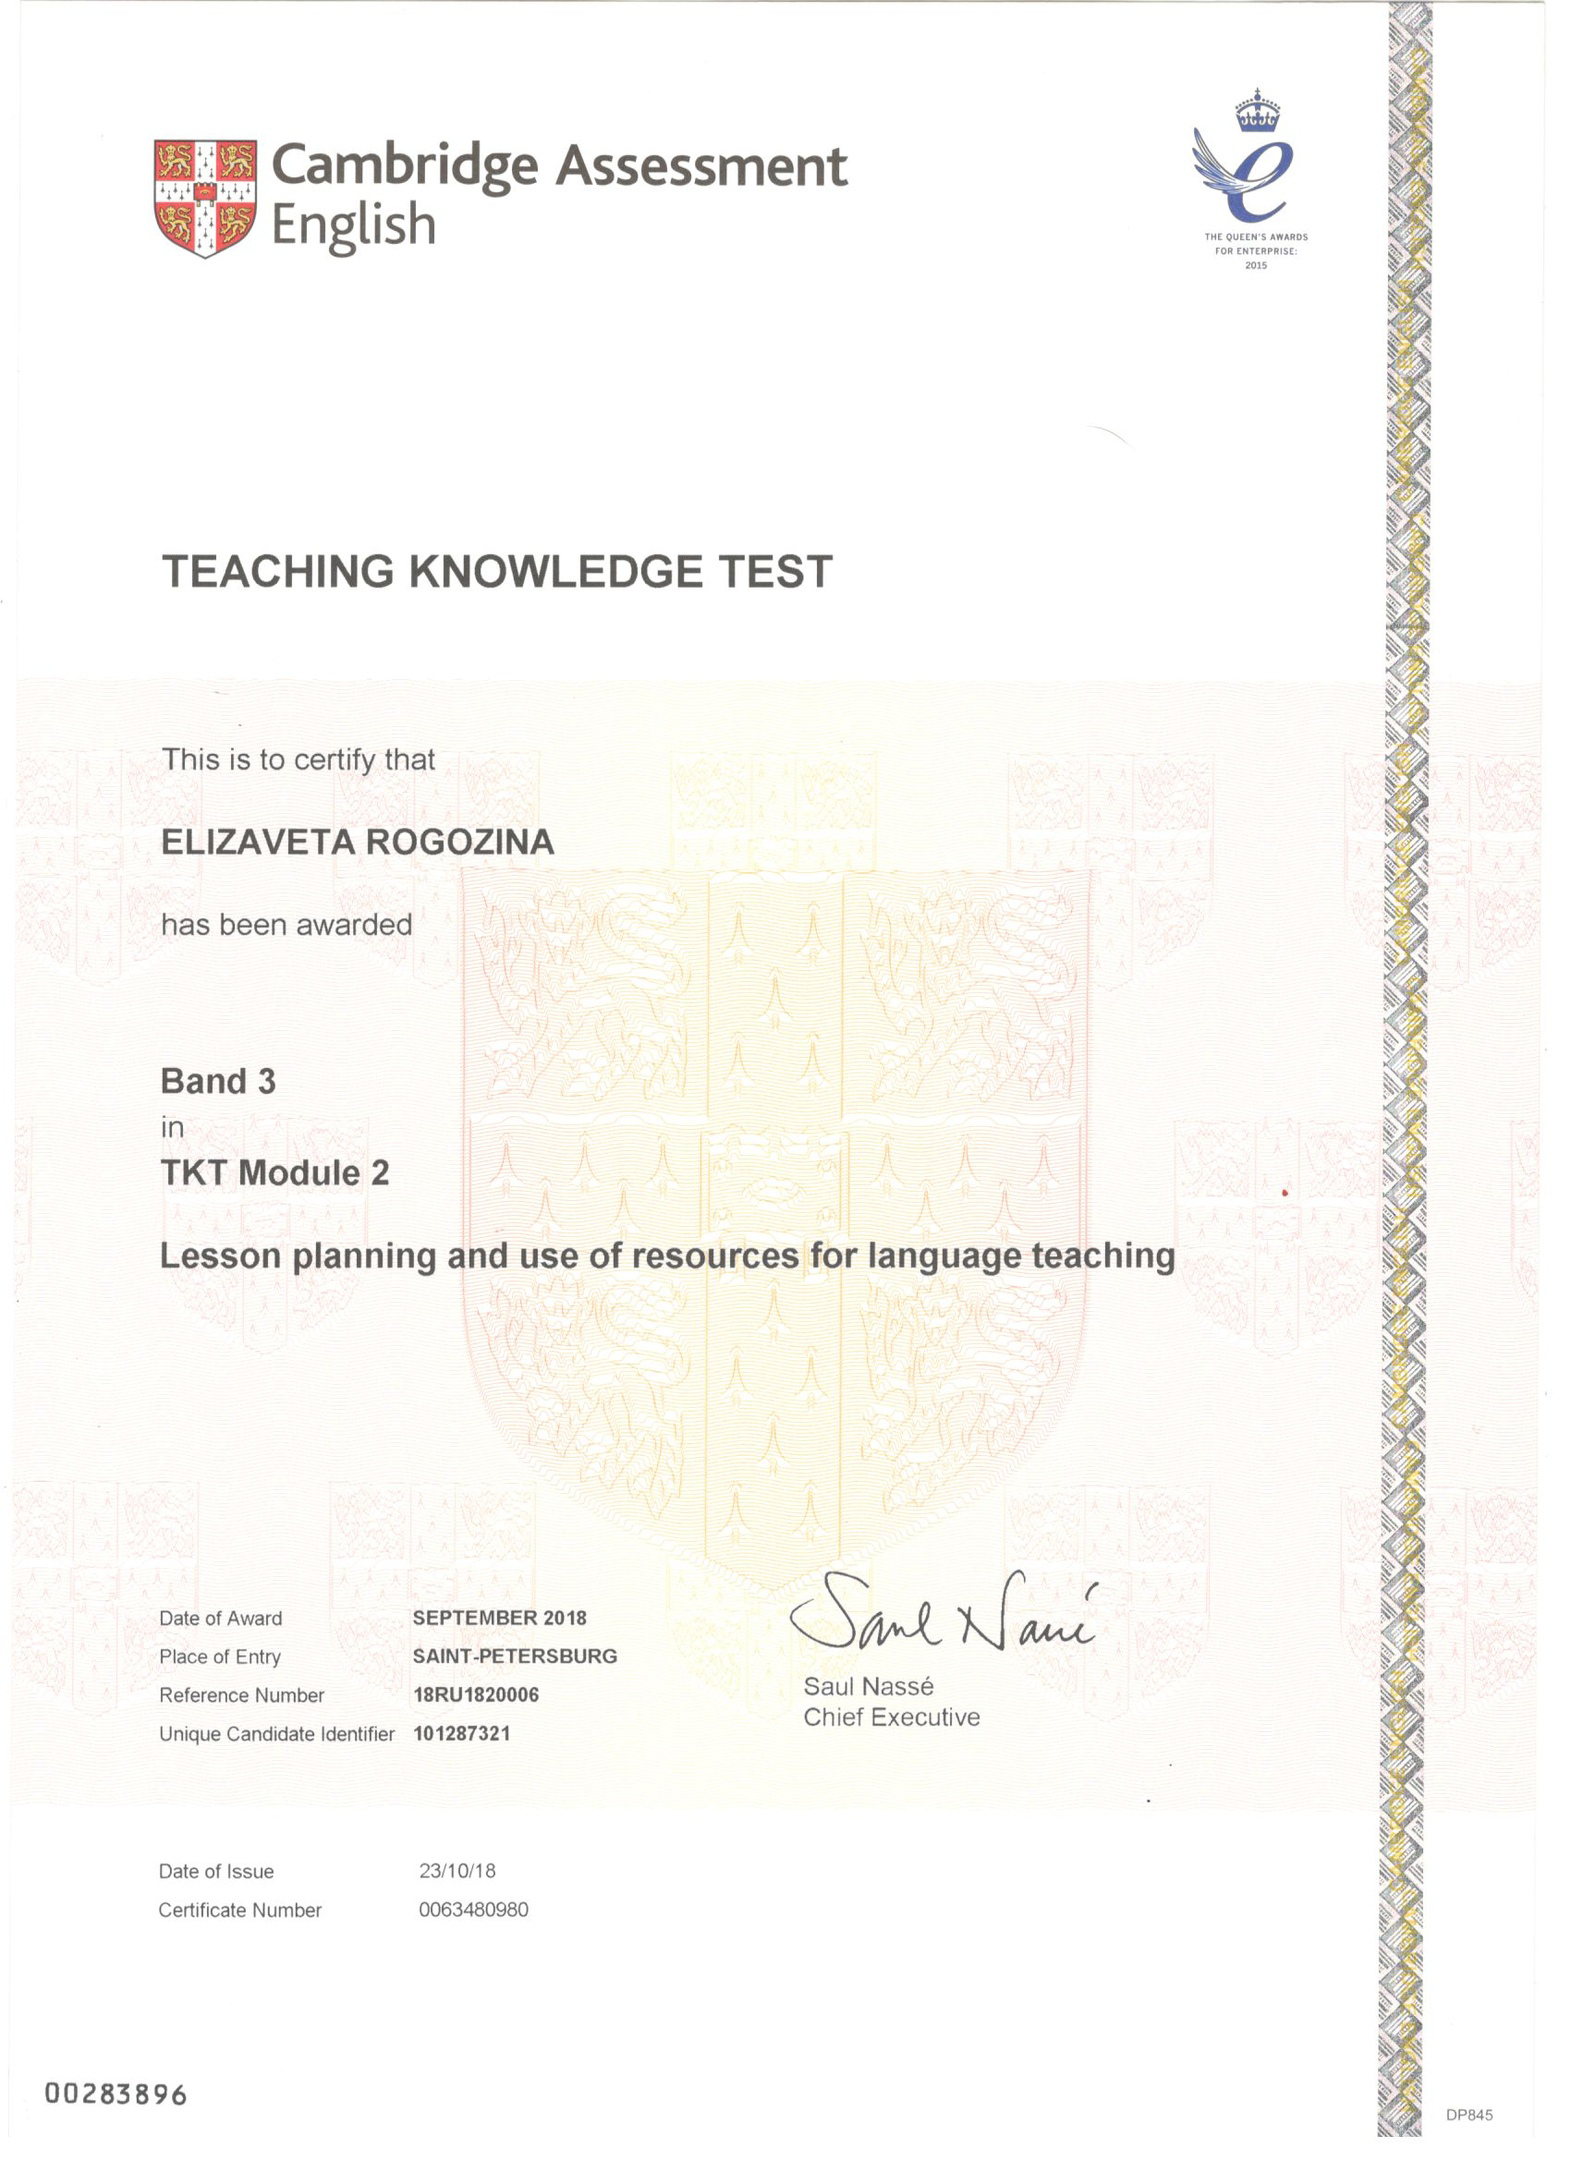 Cambridge Assessment
English
THE QUEEN'S AWARDS
FOR ENTERPRISE:
2015
TEACHING KNOWLEDGE TEST
This is to certify that
ELIZAVETA ROGOZINA
has been awarded
Band 3
in
TKT Module 2
Lesson planning and use of resources for language teaching
Date of Award SEPTEMBER 2018
Place of Entry SAINT-PETERSBURG
Reference Number 18RU1820006
Unique Candidate Identifier 101287321
Saul Nassé
Saul Nassé
Chief Executive
Date of Issue 23/10/18
Certificate Number 0063480980
00283896
DP845